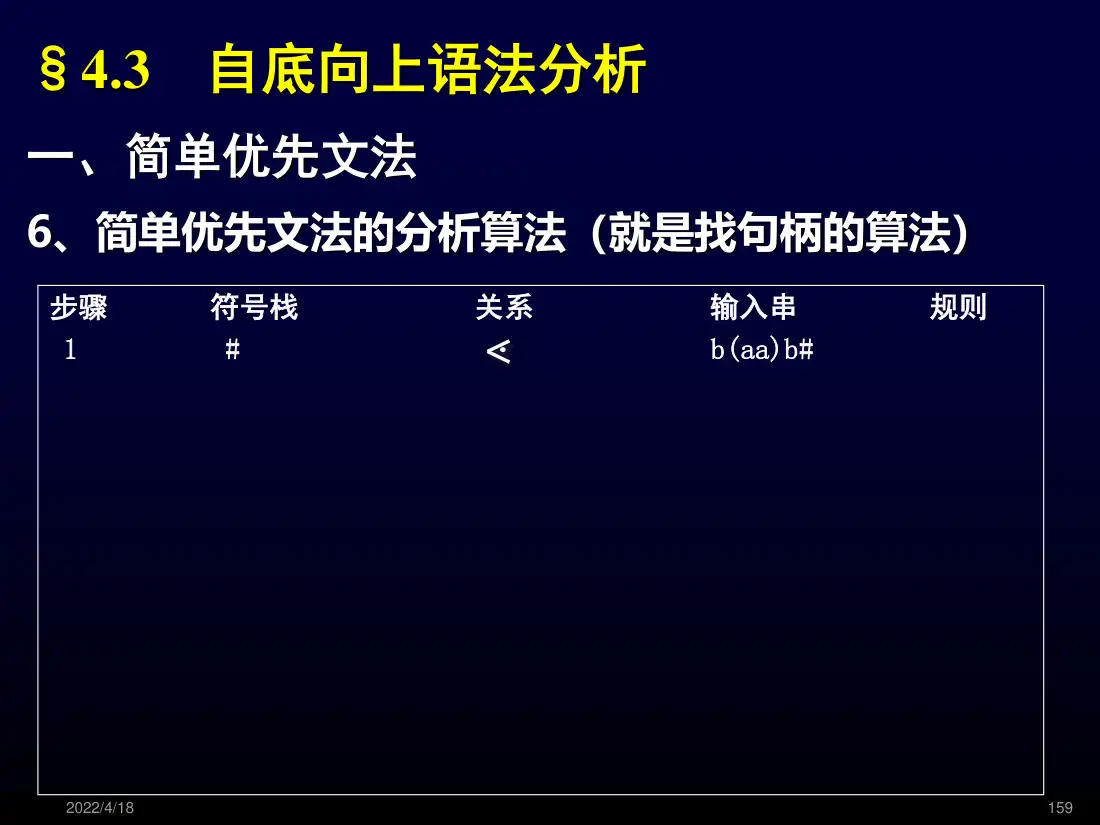 §4.3 自底向上语法分析
一、简单优先文法
6、简单优先文法的分析算法（就是找句柄的算法）
步骤 符号栈 关系 输入串 规则
1 # ⋖ b(aa)b#
2022/4/18 159